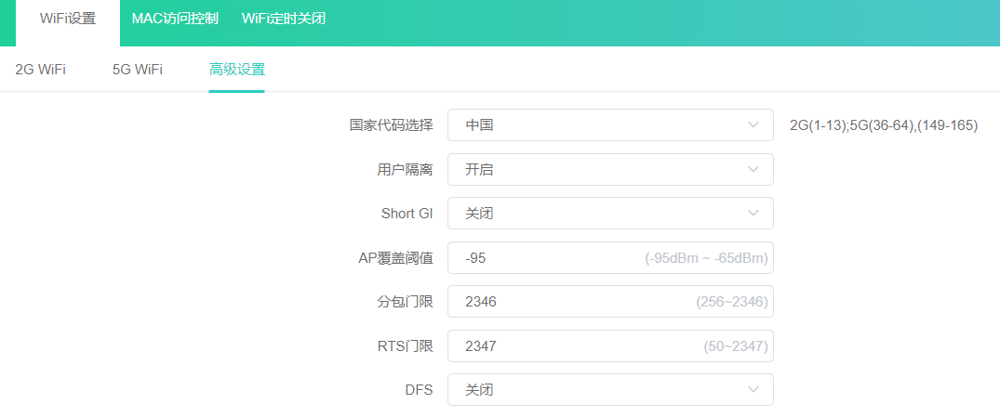 WiFi设置 MAC访问控制 WiFi定时关闭
2G WiFi 5G WiFi 高级设置
国家代码选择 中国 2G(1-13);5G(36-64),(149-165)
用户隔离 开启
Short GI 关闭
AP覆盖阈值 -95 (-95dBm ~ -65dBm)
分包门限 2346 (256~2346)
RTS门限 2347 (50~2347)
DFS 关闭